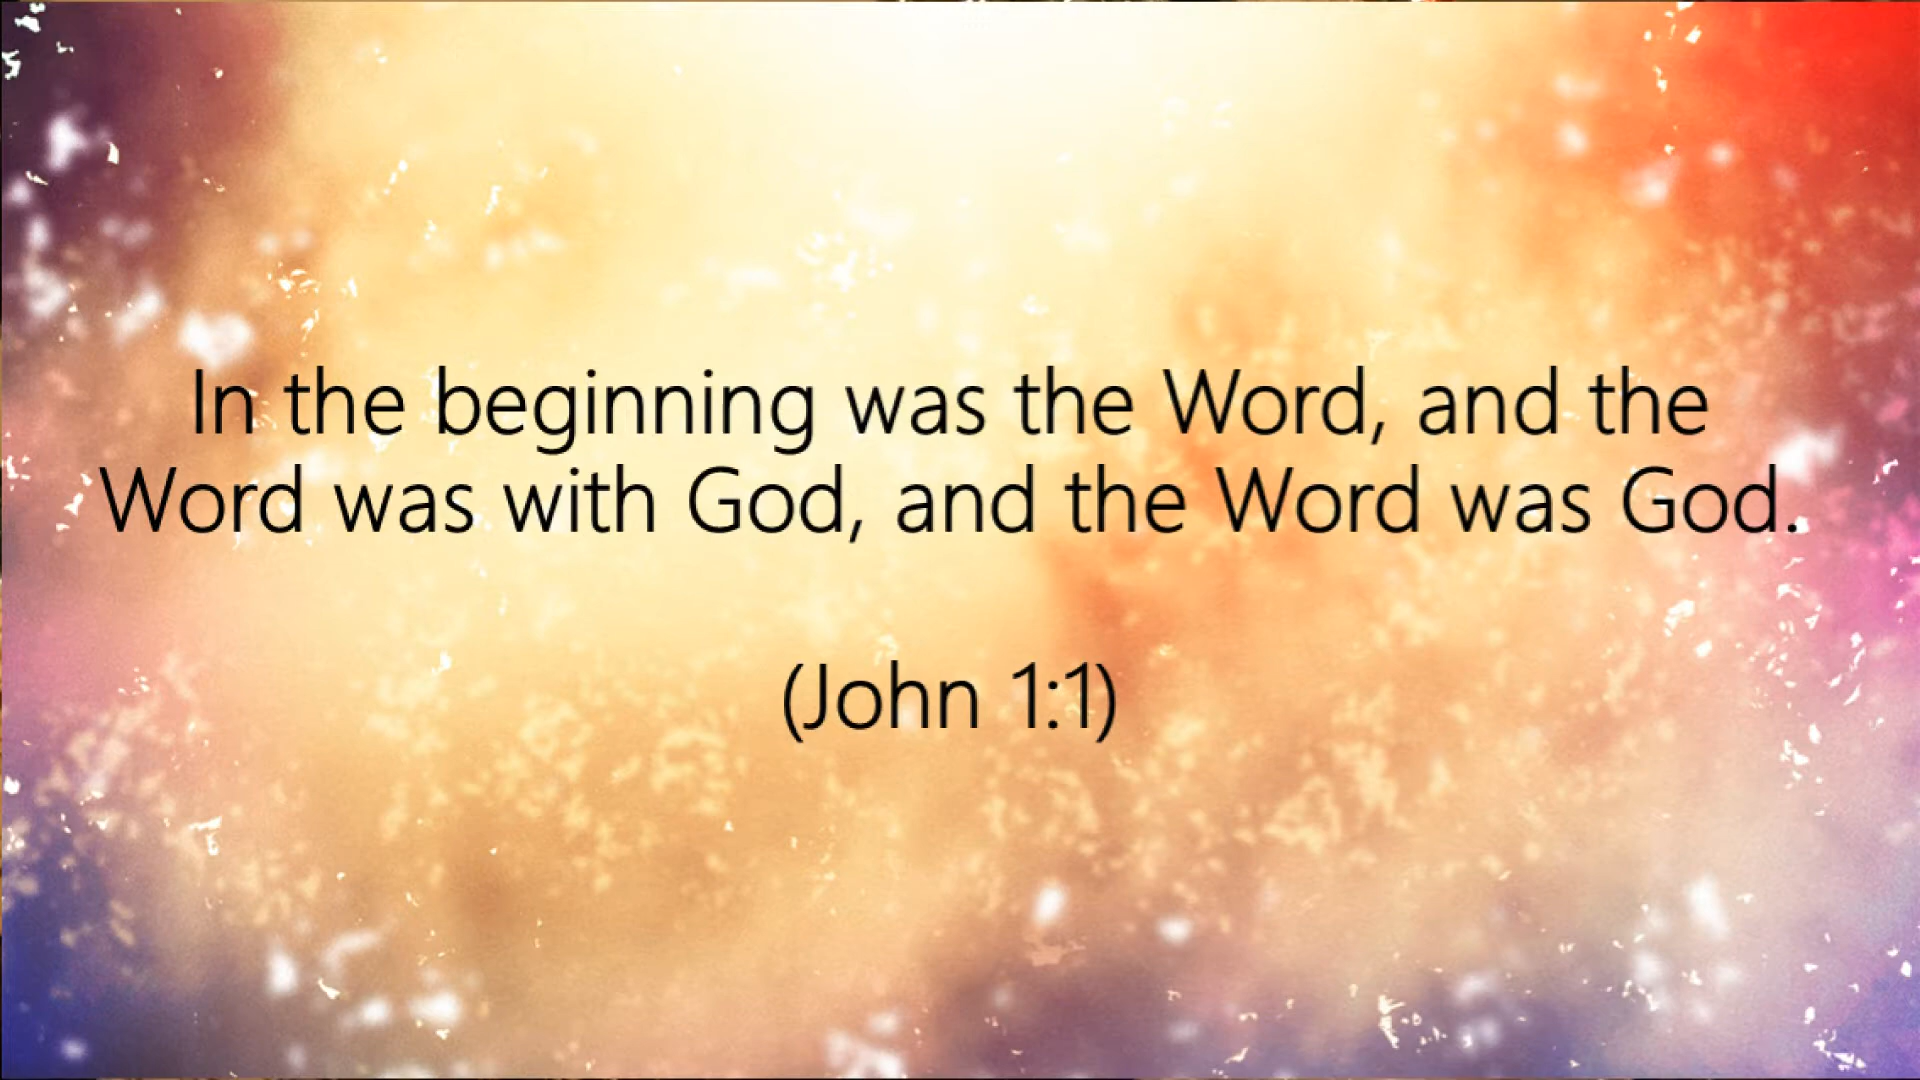 In the beginning was the Word, and the
Word was with God, and the Word was God.
(John 1:1)